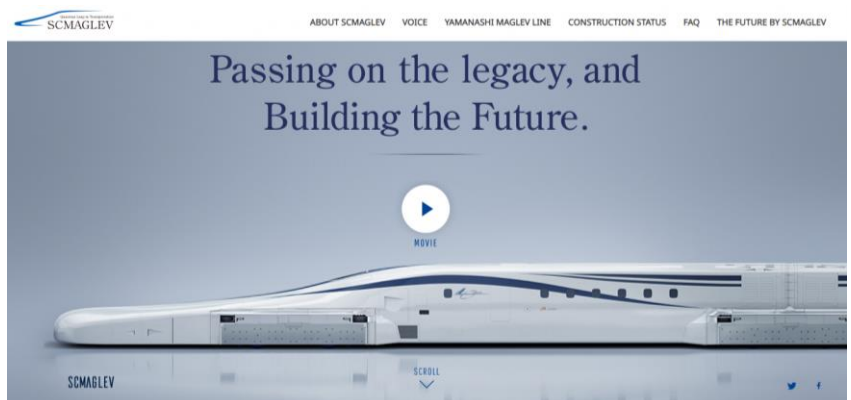 SCMAGLEV
ABOUT SCMAGLEV VOICE YAMANASHI MAGLEV LINE CONSTRUCTION STATUS FAQ THE FUTURE BY SCMAGLEV
Passing on the legacy, and
Building the Future.
MOVIE
SCROLL
SCMAGLEV